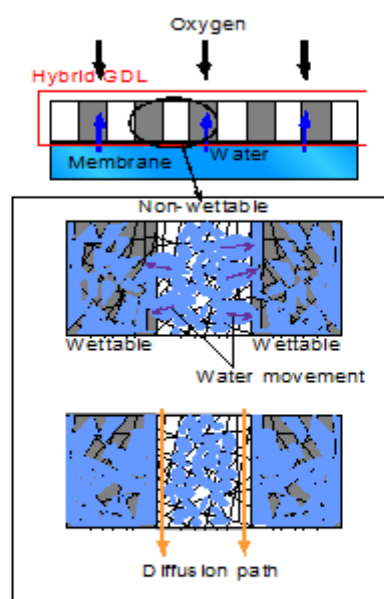 Oxygen
Hybrid GDL
Membrane
Water
Non-wettable
Wettable
Wettable
Water movement
Diffusion path